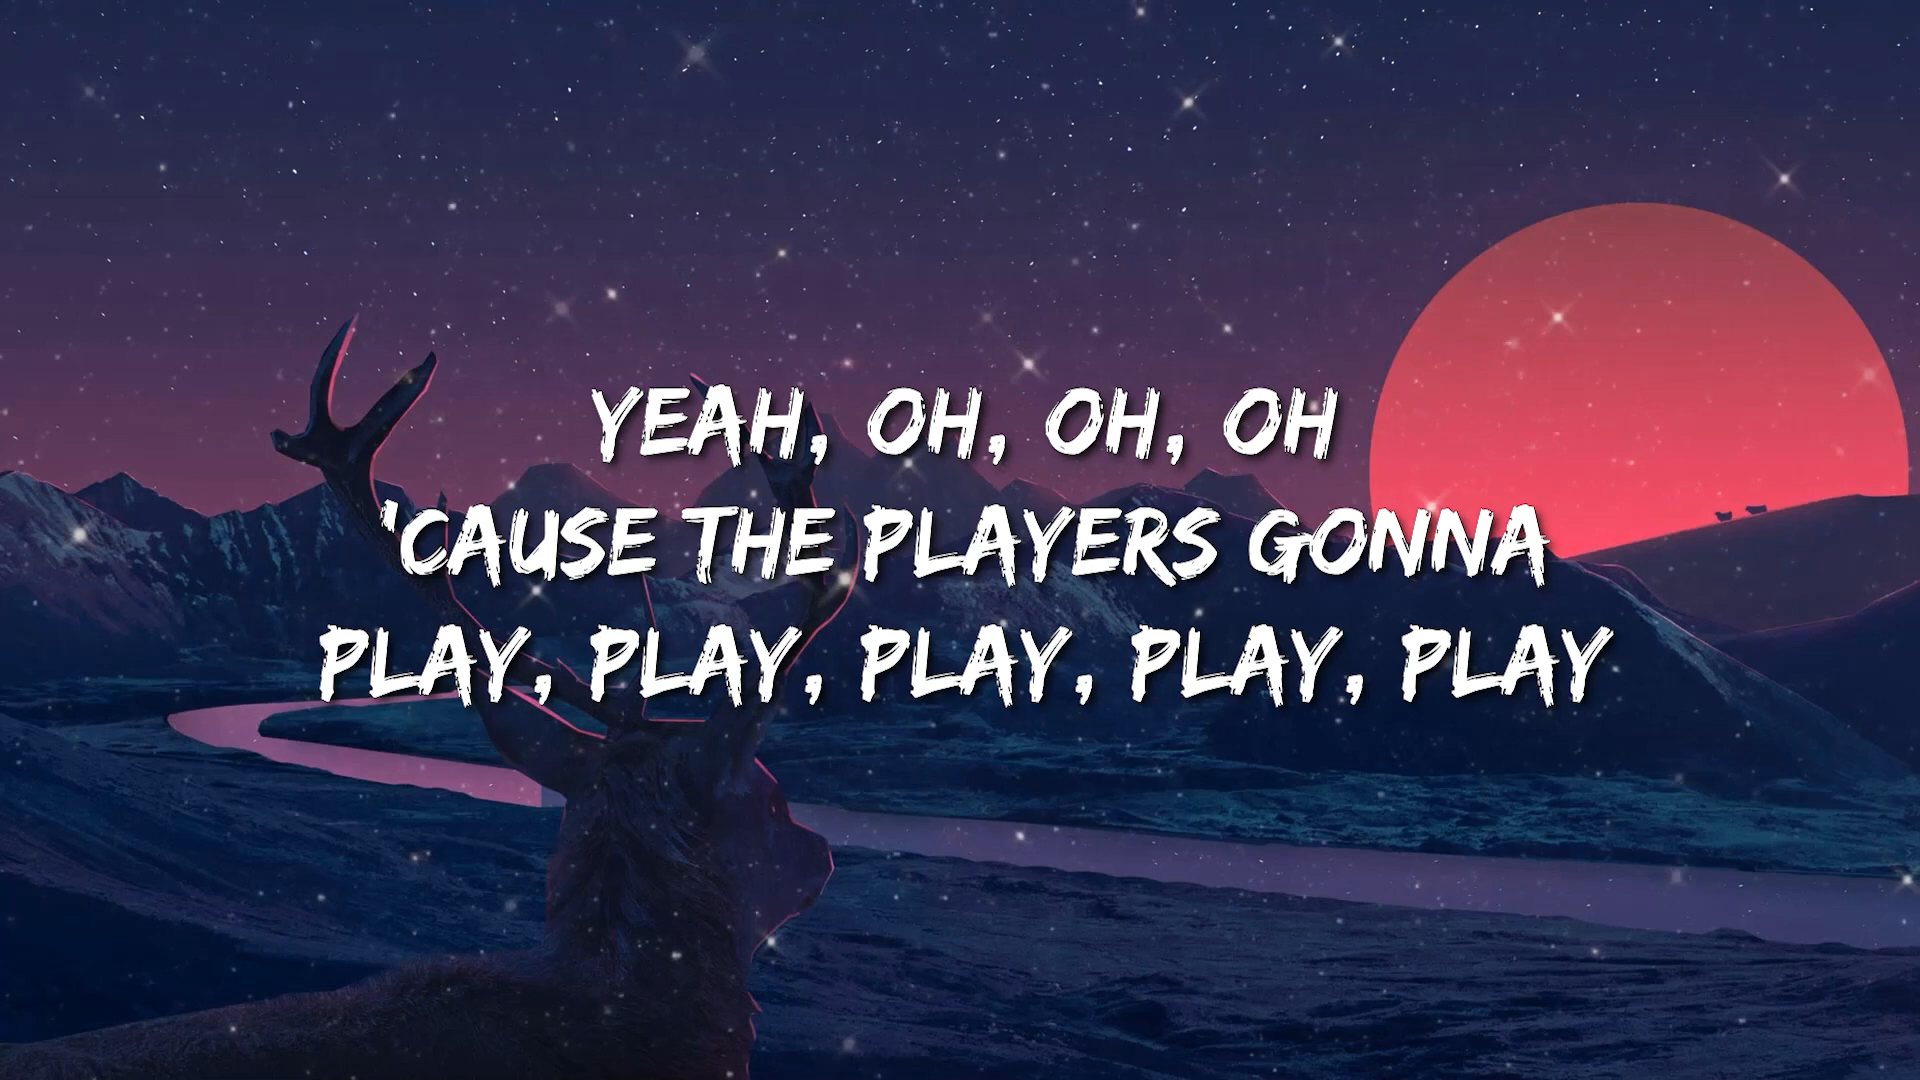 YEAH, OH, OH, OH
'CAUSE THE PLAYERS GONNA
PLAY, PLAY, PLAY, PLAY, PLAY